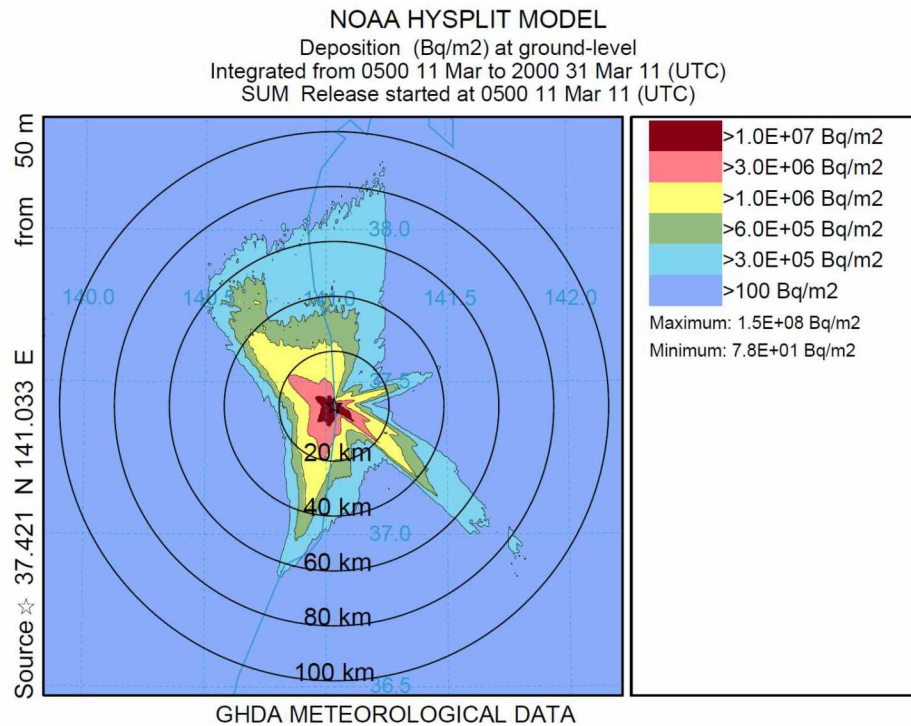 NOAA HYSPLIT MODEL
Deposition (Bq/m2) at ground-level
Integrated from 0500 11 Mar to 2000 31 Mar 11 (UTC)
SUM Release started at 0500 11 Mar 11 (UTC)
Source ☆ 37.421 N 141.033 E from 50 m
38.0
140.0
140.5
141.0
141.5
142.0
37.5
20 km
40 km
37.0
60 km
80 km
100 km
36.5
>1.0E+07 Bq/m2
>3.0E+06 Bq/m2
>1.0E+06 Bq/m2
>6.0E+05 Bq/m2
>3.0E+05 Bq/m2
>100 Bq/m2
Maximum: 1.5E+08 Bq/m2
Minimum: 7.8E+01 Bq/m2
GHDA METEOROLOGICAL DATA